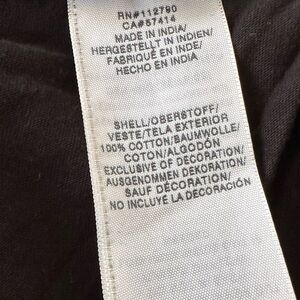 RN#112790
CA#57414
MADE IN INDIA/
HERGESTELLT IN INDIEN/
FABRIQUÉ EN INDE/
HECHO EN INDIA
SHELL/OBERSTOFF/
VESTE/TELA EXTERIOR
100% COTTON/BAUMWOLLE/
COTON/ALGODÓN
EXCLUSIVE OF DECORATION/
AUSGENOMMEN DEKORATION/
SAUF DÉCORATION/
NO INCLUYE LA DECORACIÓN